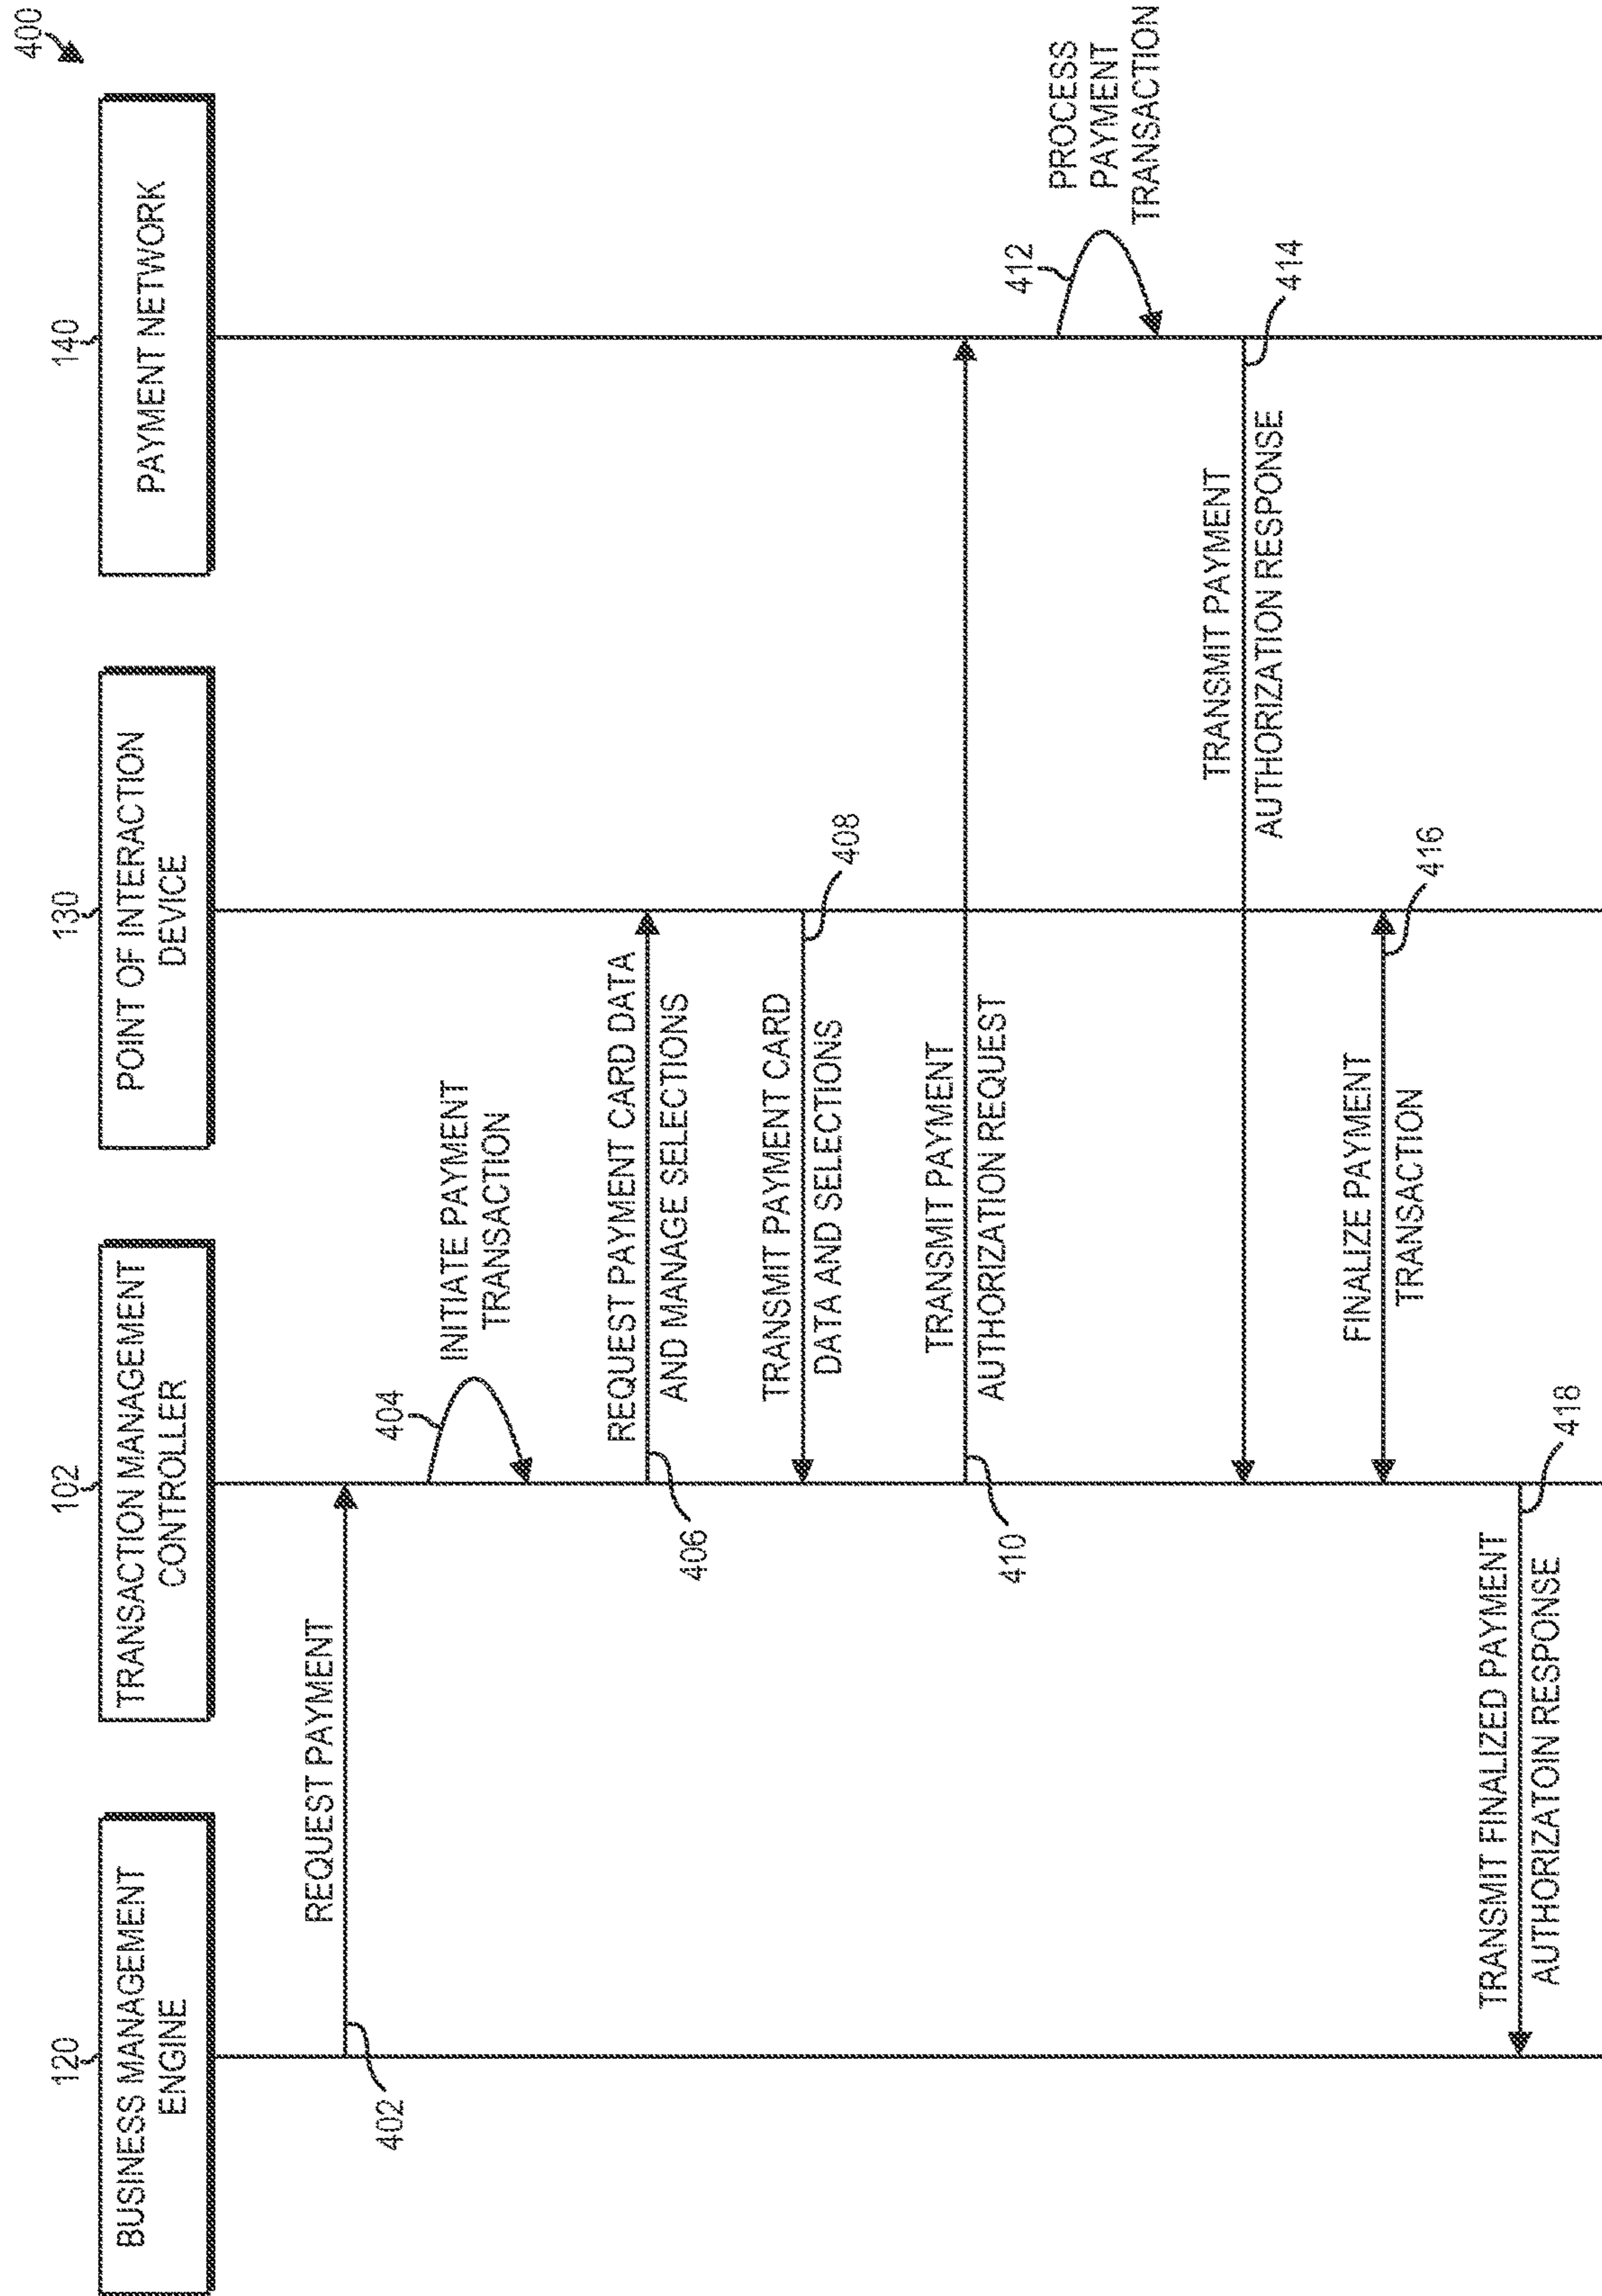 400
120
BUSINESS MANAGEMENT
ENGINE
102
TRANSACTION MANAGEMENT
CONTROLLER
130
POINT OF INTERACTION
DEVICE
140
PAYMENT NETWORK
REQUEST PAYMENT
402
404
INITIATE PAYMENT
TRANSACTION
REQUEST PAYMENT CARD DATA
AND MANAGE SELECTIONS
406
TRANSMIT PAYMENT CARD
DATA AND SELECTIONS
408
TRANSMIT PAYMENT
AUTHORIZATION REQUEST
410
412
PROCESS
PAYMENT
TRANSACTION
TRANSMIT PAYMENT
AUTHORIZATION RESPONSE
414
FINALIZE PAYMENT
TRANSACTION
416
TRANSMIT FINALIZED PAYMENT
AUTHORIZATOIN RESPONSE
418